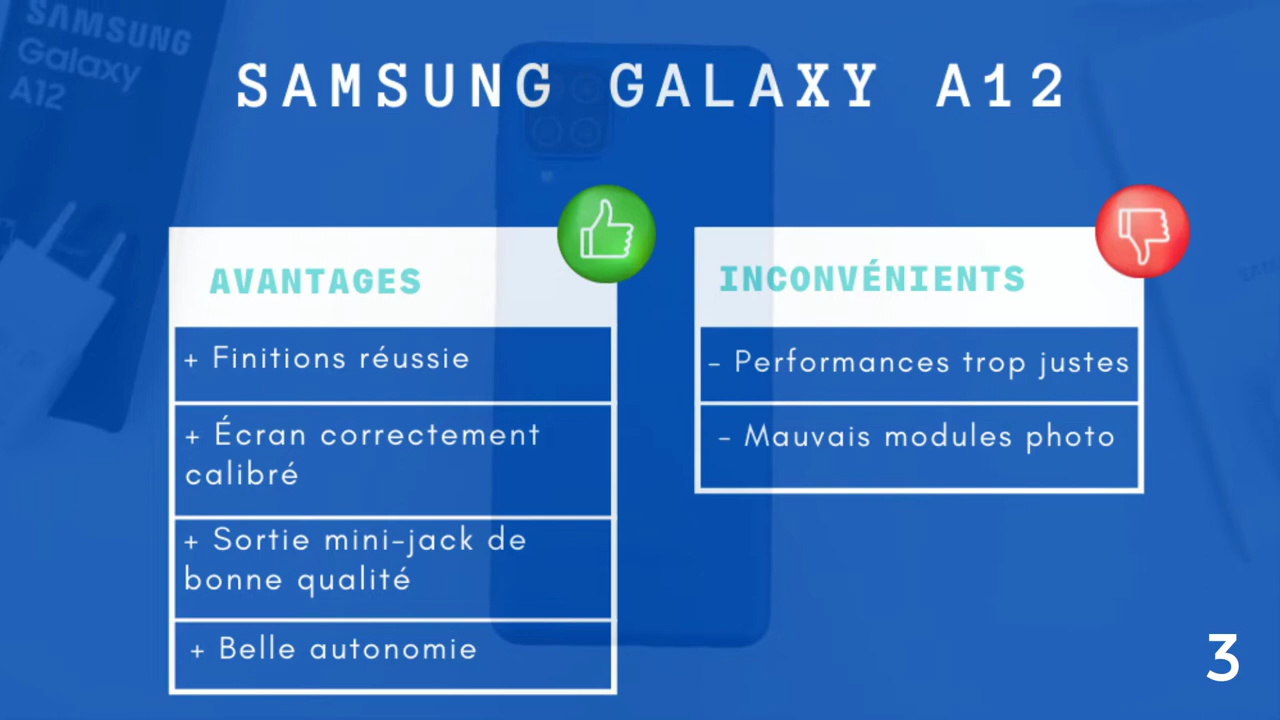 SAMSUNG
Galaxy
A12
SAMSUNG GALAXY A12
AVANTAGES
+ Finitions réussie
+ Écran correctement
calibré
+ Sortie mini-jack de
bonne qualité
+ Belle autonomie
INCONVÉNIENTS
- Performances trop justes
- Mauvais modules photo
3